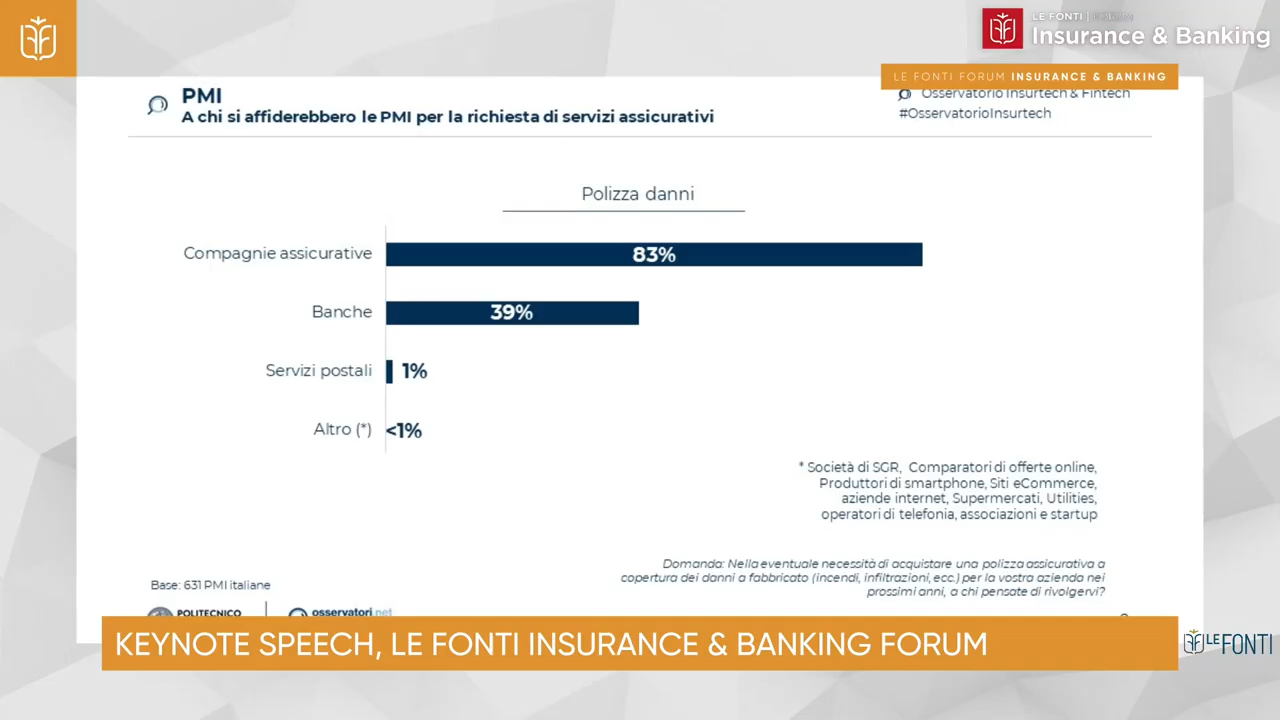 LE FONTI
Insurance & Banking
LE FONTI FORUM INSURANCE & BANKING
PMI
A chi si affiderebbero le PMI per la richiesta di servizi assicurativi
Osservatorio Insurtech & Fintech
#OsservatorioInsurtech
Polizza danni
Compagnie assicurative 83%
Banche 39%
Servizi postali 1%
Altro (*) <1%
* Società di SGR, Comparatori di offerte online,
Produttori di smartphone, Siti eCommerce,
aziende internet, Supermercati, Utilities,
operatori di telefonia, associazioni e startup
Domanda: Nella eventuale necessità di acquistare una polizza assicurativa a
copertura dei danni a fabbricato (incendi, infiltrazioni, ecc.) per la vostra azienda nei
prossimi anni, a chi pensate di rivolgervi?
Base: 631 PMI italiane
POLITECNICO
osservatori.net
KEYNOTE SPEECH, LE FONTI INSURANCE & BANKING FORUM
LE FONTI